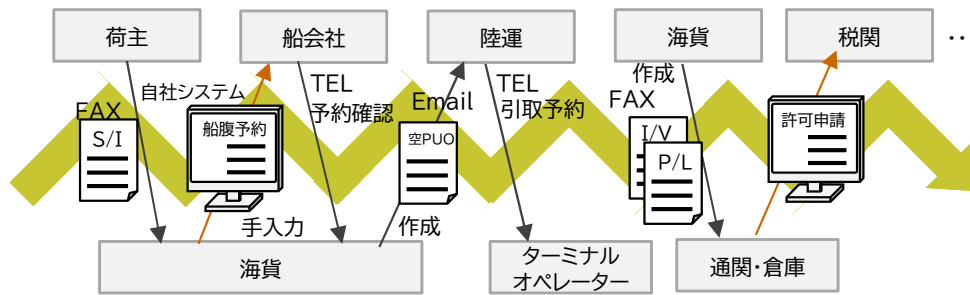 荷主
船会社
陸運
海貨
税関
‥
FAX
S/I
自社システム
船腹予約
手入力
TEL
予約確認
Email
空PUO
作成
TEL
引取予約
作成
FAX
I/V
P/L
許可申請
海貨
ターミナル
オペレーター
通関・倉庫